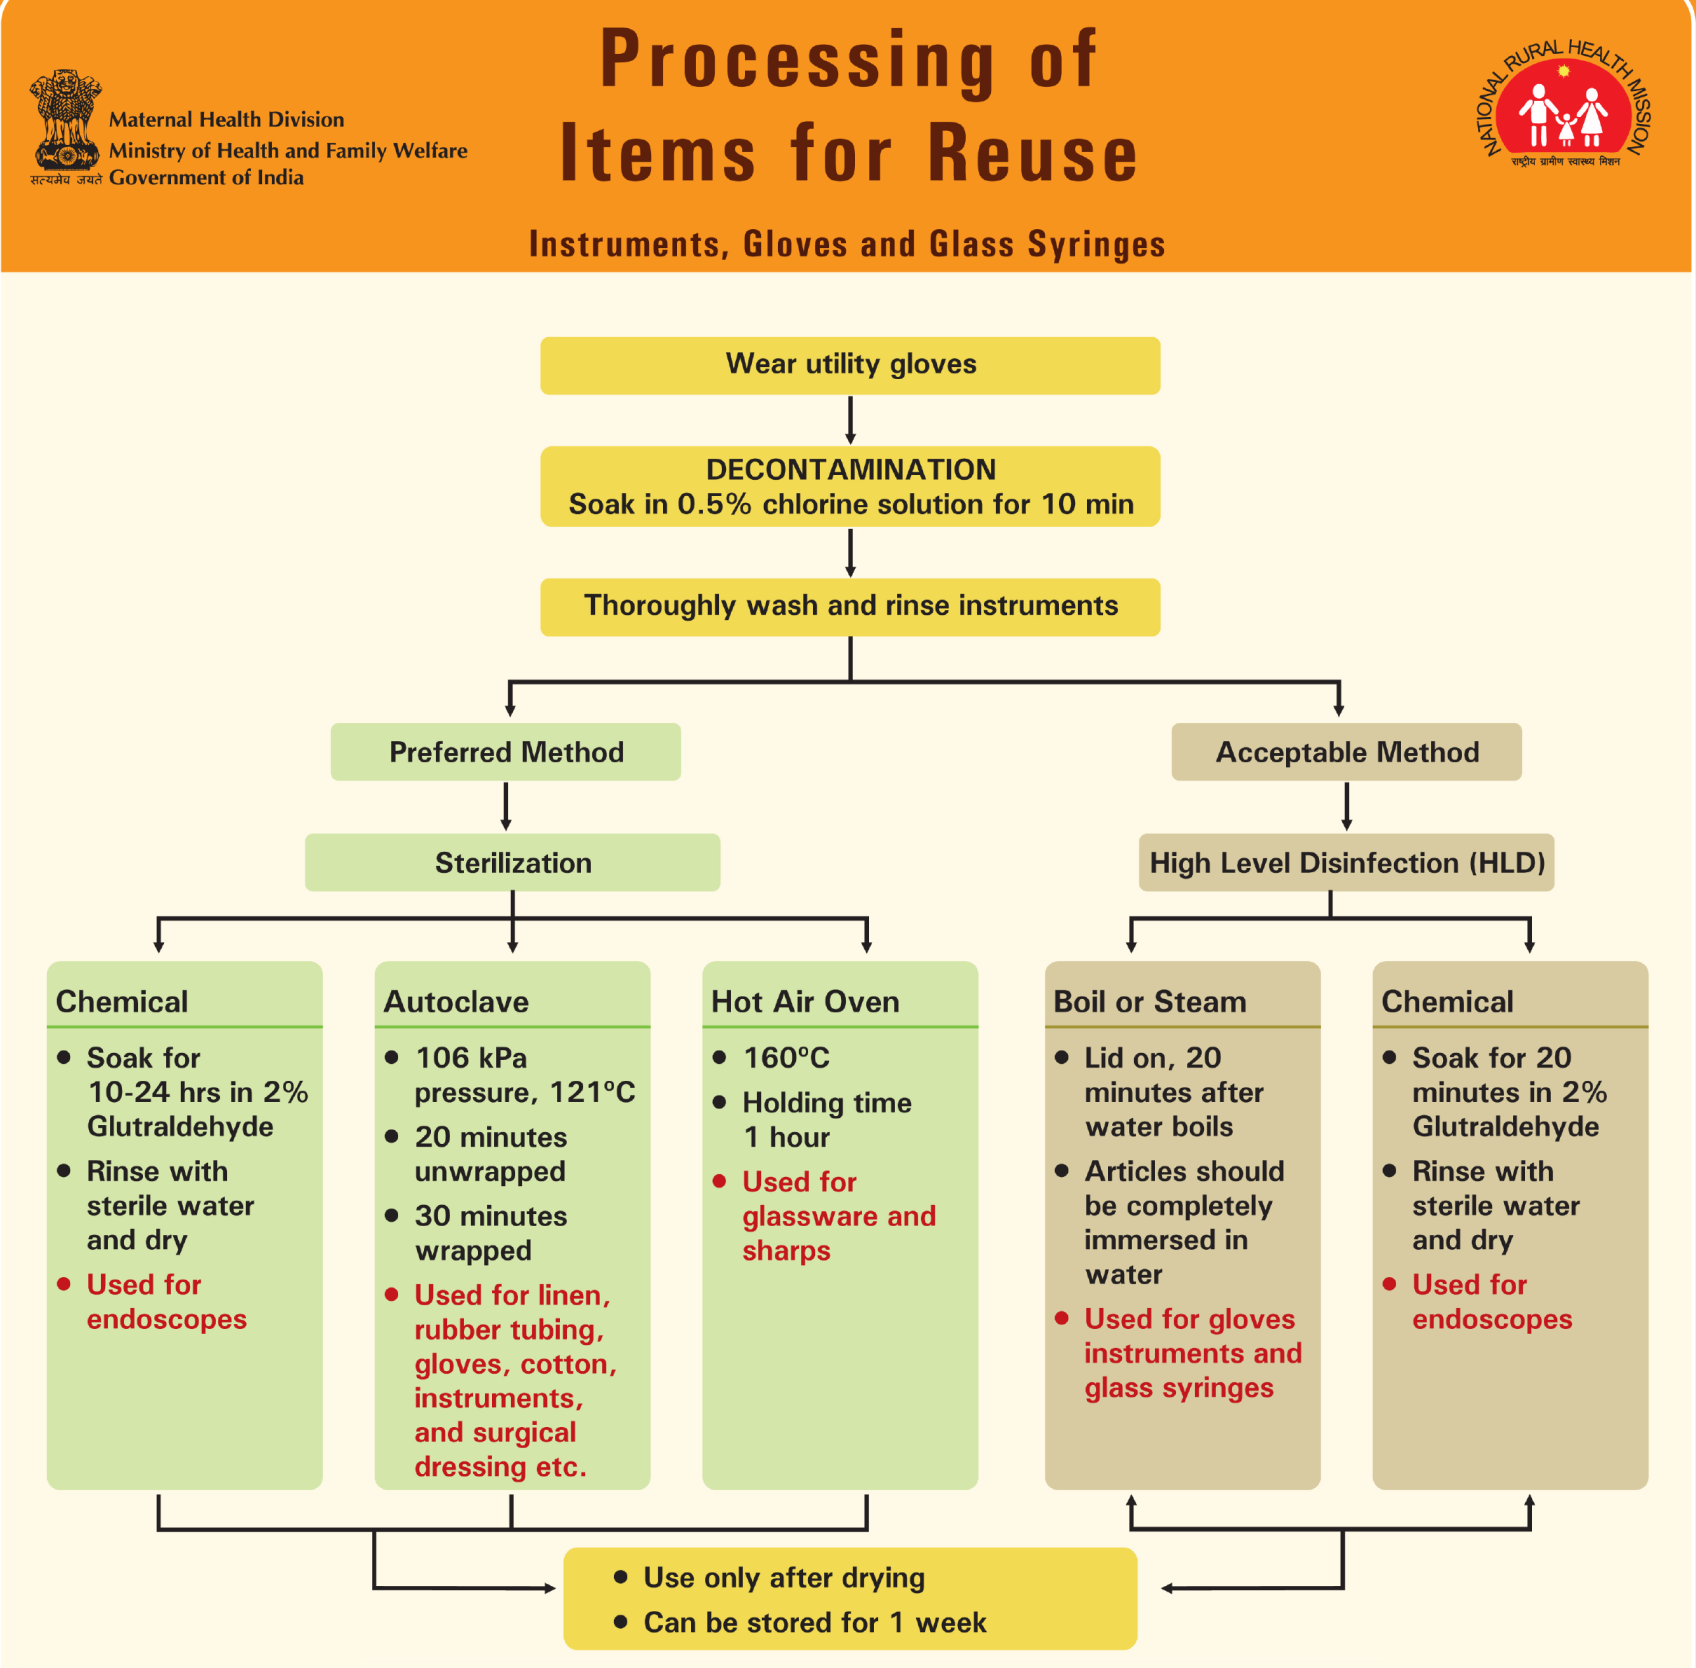 Processing of
Items for Reuse
Instruments, Gloves and Glass Syringes
Maternal Health Division
Ministry of Health and Family Welfare
सत्यमेव जयते Government of India
NATIONAL RURAL HEALTH MISSION
राष्ट्रीय ग्रामीण स्वास्थ्य मिशन
Wear utility gloves
DECONTAMINATION
Soak in 0.5% chlorine solution for 10 min
Thoroughly wash and rinse instruments
Preferred Method
Acceptable Method
Sterilization
High Level Disinfection (HLD)
Chemical
• Soak for
10-24 hrs in 2%
Glutraldehyde
• Rinse with
sterile water
and dry
• Used for
endoscopes
Autoclave
• 106 kPa
pressure, 121ºC
• 20 minutes
unwrapped
• 30 minutes
wrapped
• Used for linen,
rubber tubing,
gloves, cotton,
instruments,
and surgical
dressing etc.
Hot Air Oven
• 160ºC
• Holding time
1 hour
• Used for
glassware and
sharps
Boil or Steam
• Lid on, 20
minutes after
water boils
• Articles should
be completely
immersed in
water
• Used for gloves
instruments and
glass syringes
Chemical
• Soak for 20
minutes in 2%
Glutraldehyde
• Rinse with
sterile water
and dry
• Used for
endoscopes
• Use only after drying
• Can be stored for 1 week